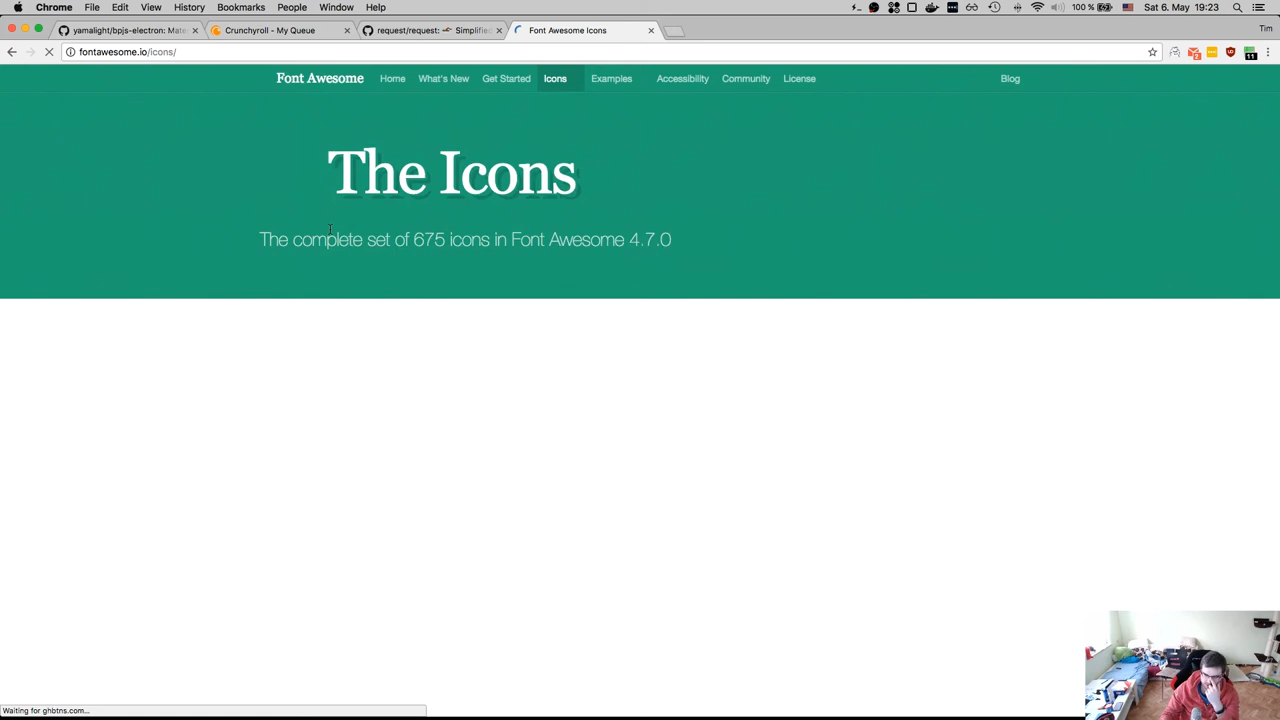 Chrome File Edit View History Bookmarks People Window Help 100 % Sat 6. May 19:23
yamalight/bpjs-electron: Mate Crunchyroll - My Queue request/request: Simplified Font Awesome Icons Tim
fontawesome.io/icons/
Font Awesome Home What's New Get Started Icons Examples Accessibility Community License Blog
The Icons
The complete set of 675 icons in Font Awesome 4.7.0
Waiting for ghbtns.com...